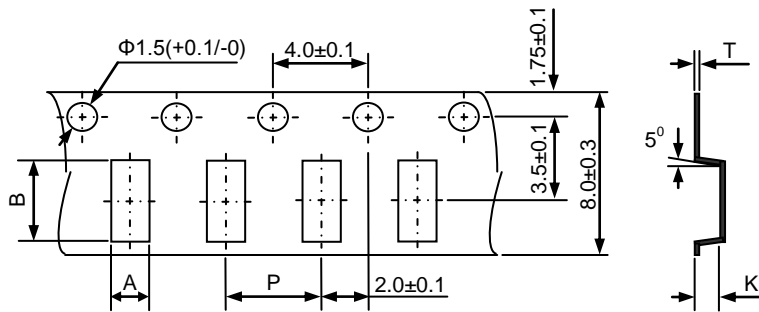 Φ1.5(+0.1/-0)
4.0±0.1
1.75±0.1
T
B
3.5±0.1
8.0±0.3
5⁰
A
P
2.0±0.1
K